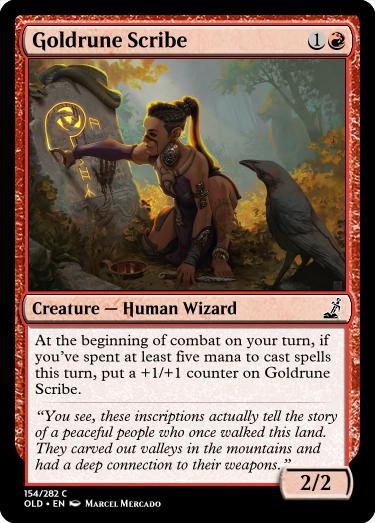 Goldrune Scribe 1
Creature — Human Wizard
At the beginning of combat on your turn, if
you've spent at least five mana to cast spells
this turn, put a +1/+1 counter on Goldrune
Scribe.
“You see, these inscriptions actually tell the story
of a peaceful people who once walked this land.
They carved out valleys in the mountains and
had a deep connection to their weapons.”
2/2
154/282 C
OLD • EN Marcel Mercado